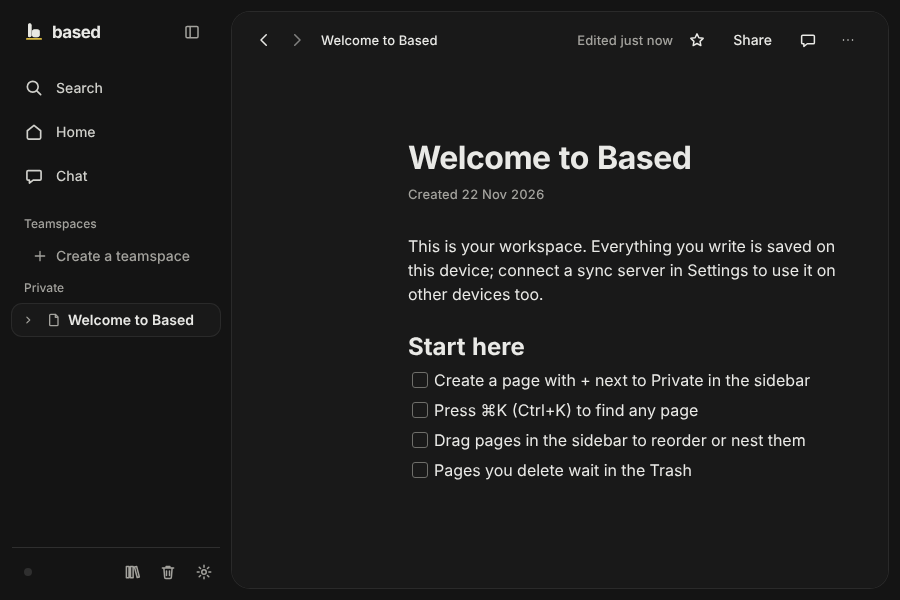 based
Search
Home
Chat
Teamspaces
Create a teamspace
Private
Welcome to Based
Welcome to Based
Edited just now
Share
Welcome to Based
Created 22 Nov 2026
This is your workspace. Everything you write is saved on
this device; connect a sync server in Settings to use it on
other devices too.
Start here
Create a page with + next to Private in the sidebar
Press ⌘K (Ctrl+K) to find any page
Drag pages in the sidebar to reorder or nest them
Pages you delete wait in the Trash